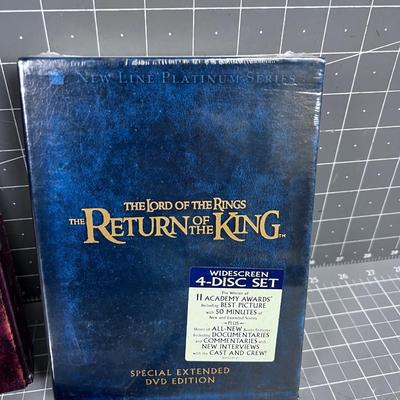 NEW LINE PLATINUM SERIES
THE LORD OF THE RINGS
THE RETURN OF THE KING™
WIDESCREEN
4-DISC SET
The Winner of
11 ACADEMY AWARDS®
Including BEST PICTURE
with 50 MINUTES of
New and Extended Scenes
-PLUS-
Hours of ALL-NEW Bonus Features
Including DOCUMENTARIES
and COMMENTARIES with
NEW INTERVIEWS
with the CAST AND CREW!
SPECIAL EXTENDED
DVD EDITION